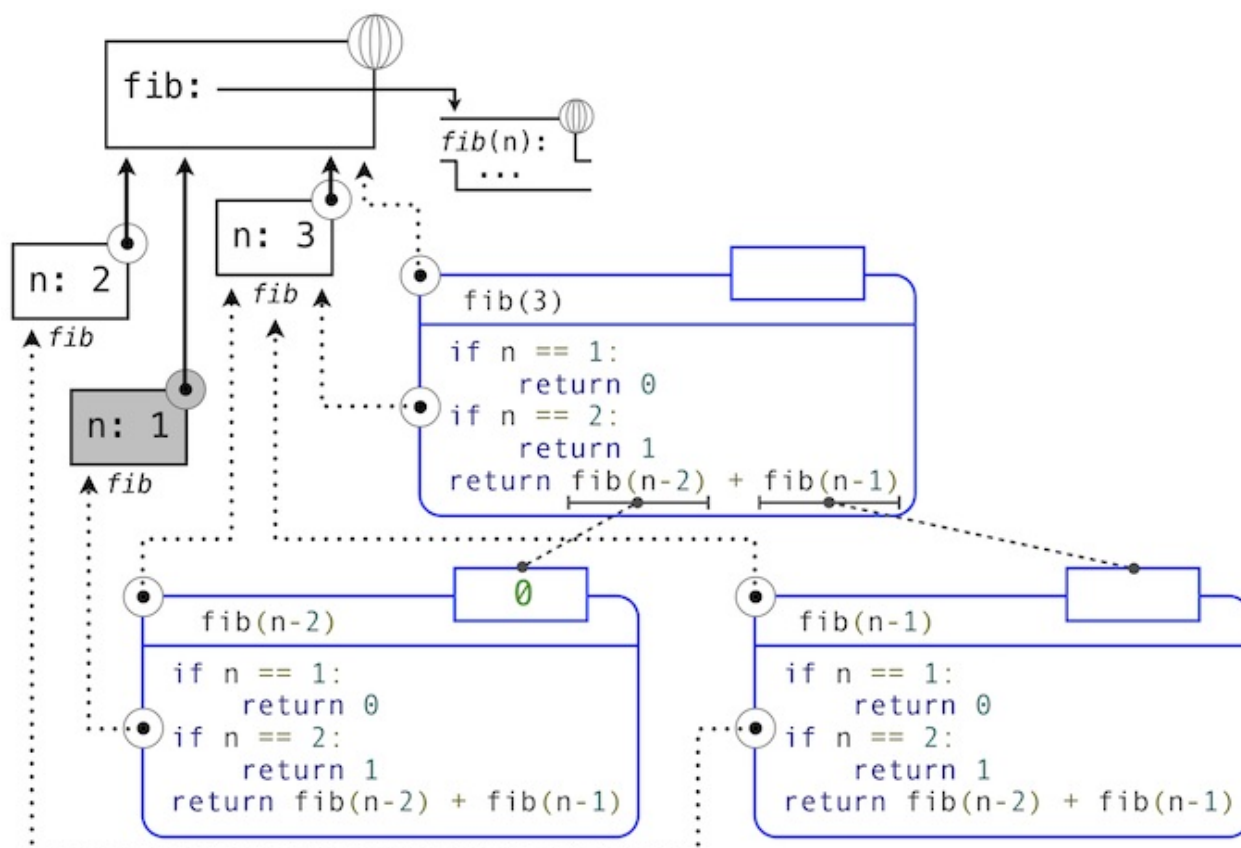 fib:
fib(n):
...
n: 3
fib
n: 2
fib
n: 1
fib
fib(3)
if n == 1:
return 0
if n == 2:
return 1
return fib(n-2) + fib(n-1)
0
fib(n-2)
if n == 1:
return 0
if n == 2:
return 1
return fib(n-2) + fib(n-1)
fib(n-1)
if n == 1:
return 0
if n == 2:
return 1
return fib(n-2) + fib(n-1)